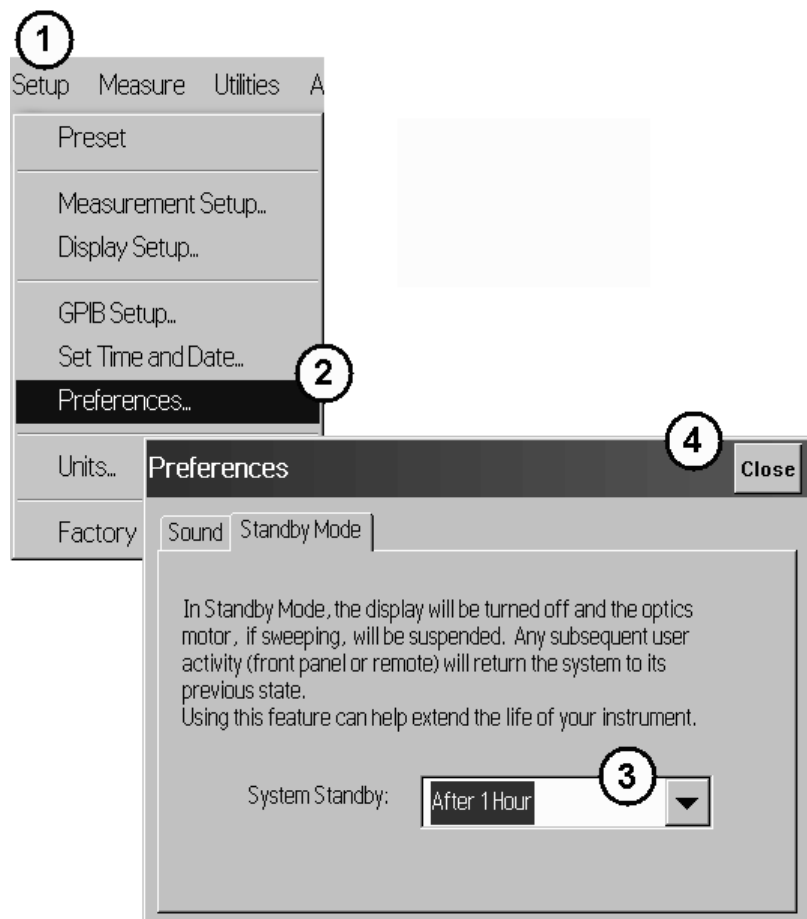 1
Setup Measure Utilities A
Preset
Measurement Setup...
Display Setup...
GPIB Setup...
Set Time and Date...
2
Preferences...
Units...
Factory
4
Preferences
Close
Sound Standby Mode
In Standby Mode, the display will be turned off and the optics
motor, if sweeping, will be suspended. Any subsequent user
activity (front panel or remote) will return the system to its
previous state.
Using this feature can help extend the life of your instrument.
3
System Standby: After 1 Hour